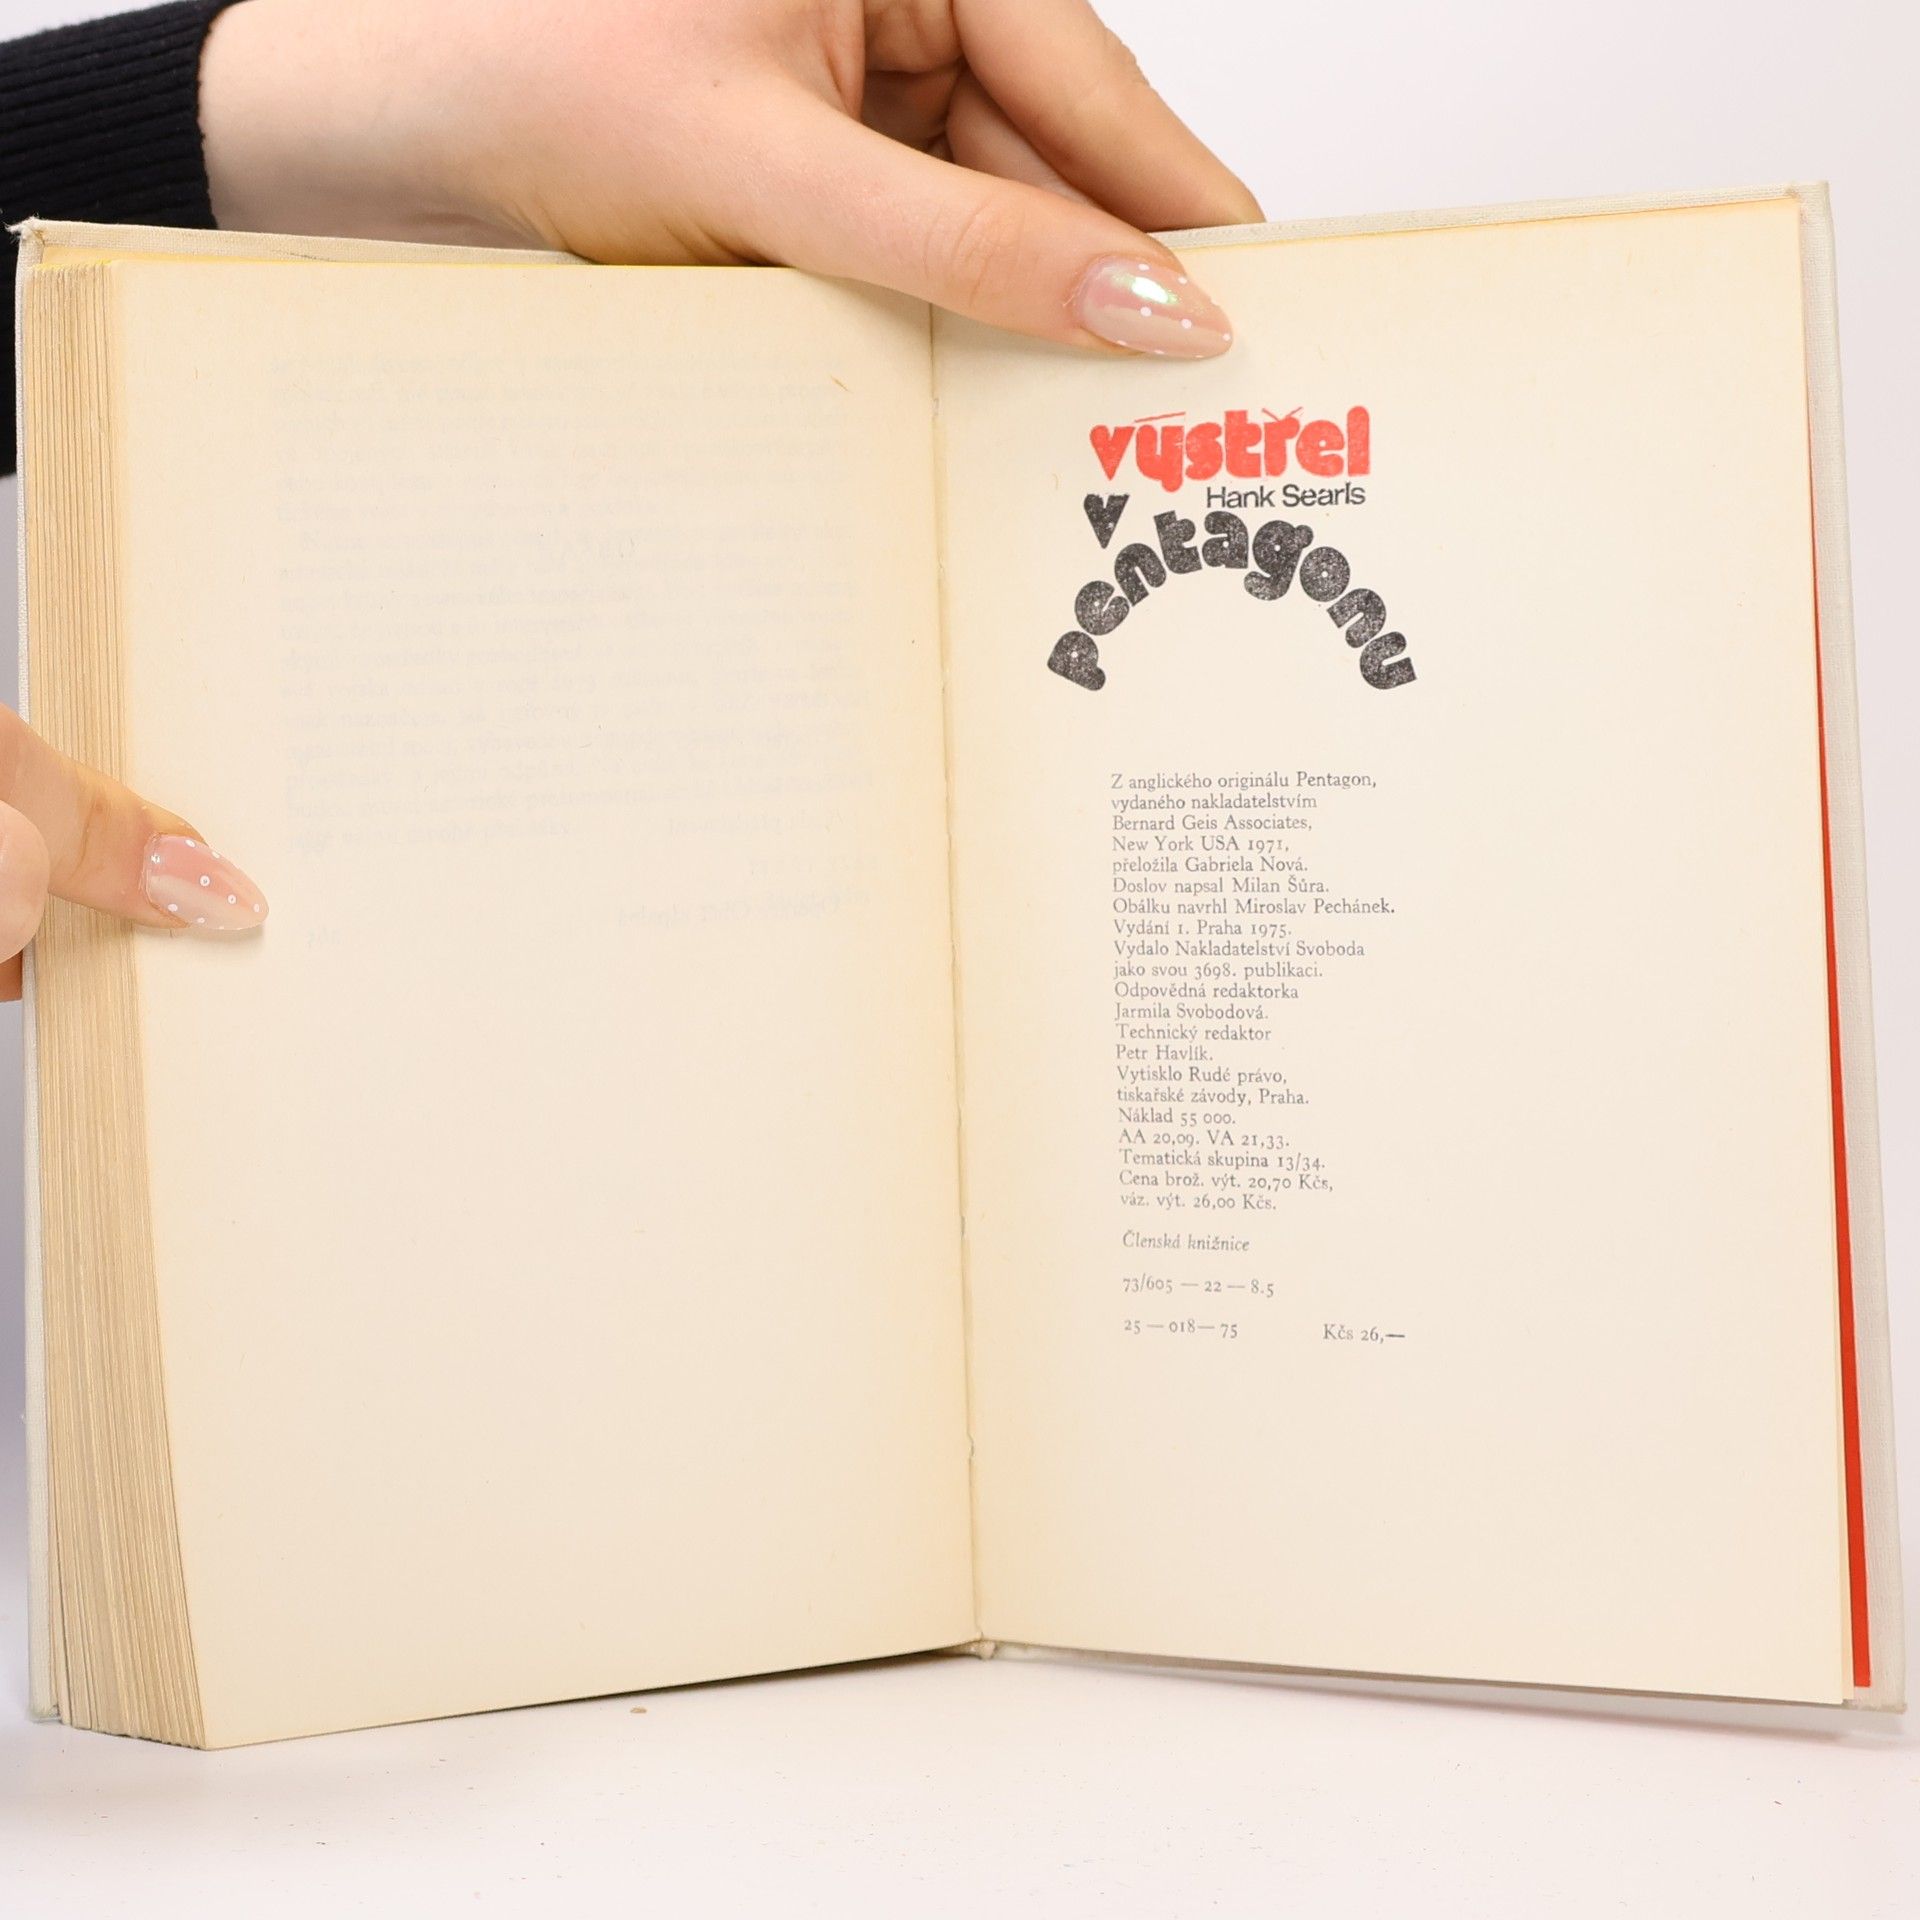 výstřel
Hank Searls
v
pentagonu
Z anglického originálu Pentagon,
vydaného nakladatelstvím
Bernard Geis Associates,
New York USA 1971,
přeložila Gabriela Nová.
Doslov napsal Milan Šůra.
Obálku navrhl Miroslav Pechánek.
Vydání 1. Praha 1975.
Vydalo Nakladatelství Svoboda
jako svou 3698. publikaci.
Odpovědná redaktorka
Jarmila Svobodová.
Technický redaktor
Petr Havlík.
Vytisklo Rudé právo,
tiskařské závody, Praha.
Náklad 55 000.
AA 20,09. VA 21,33.
Tematická skupina 13/34.
Cena brož. výt. 20,70 Kčs,
váz. výt. 26,00 Kčs.
Členská knižnice
73/605 — 22 — 8.5
25 — 018 — 75 Kčs 26,—